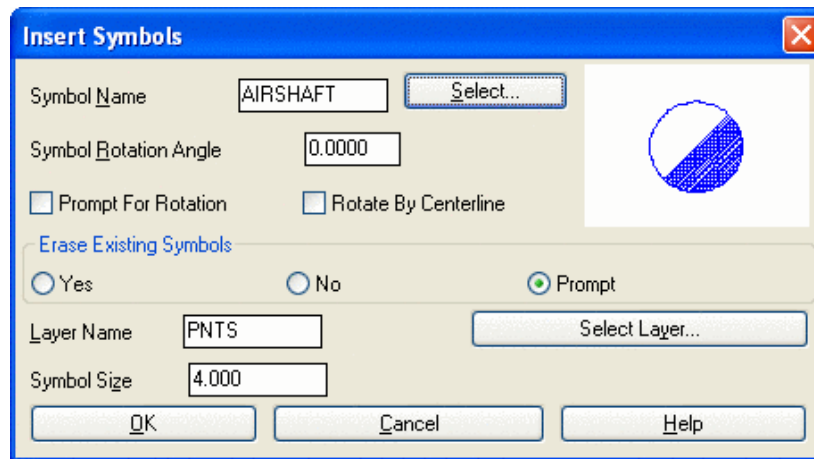 Insert Symbols
Symbol Name AIRSHAFT Select...
Symbol Rotation Angle 0.0000
Prompt For Rotation Rotate By Centerline
Erase Existing Symbols
Yes No Prompt
Layer Name PNTS Select Layer...
Symbol Size 4.000
OK Cancel Help